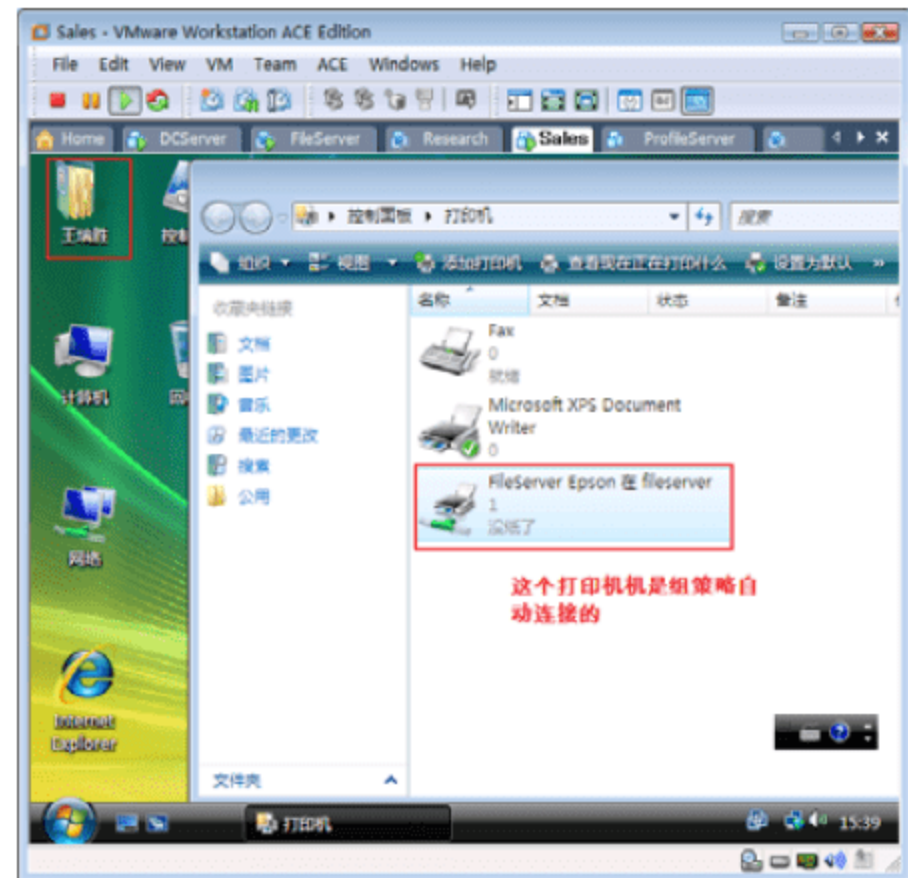 Sales - VMware Workstation ACE Edition
File Edit View VM Team ACE Windows Help
Home DCServer FileServer Research Sales ProfileServer
控制面板 打印机 搜索
组织 视图 添加打印机 查看现在正在打印什么 设置为默认 »
名称 文档 状态 备注
收藏夹链接
文档
图片
音乐
最近的更改
搜索
公用
文件夹
Fax
0
就绪
Microsoft XPS Document
Writer
0
FileServer Epson 在 fileserver
1
没纸了
这个打印机机是组策略自
动连接的
王瑞胜
计算机
网络
Internet
Explorer
打印机
15:39